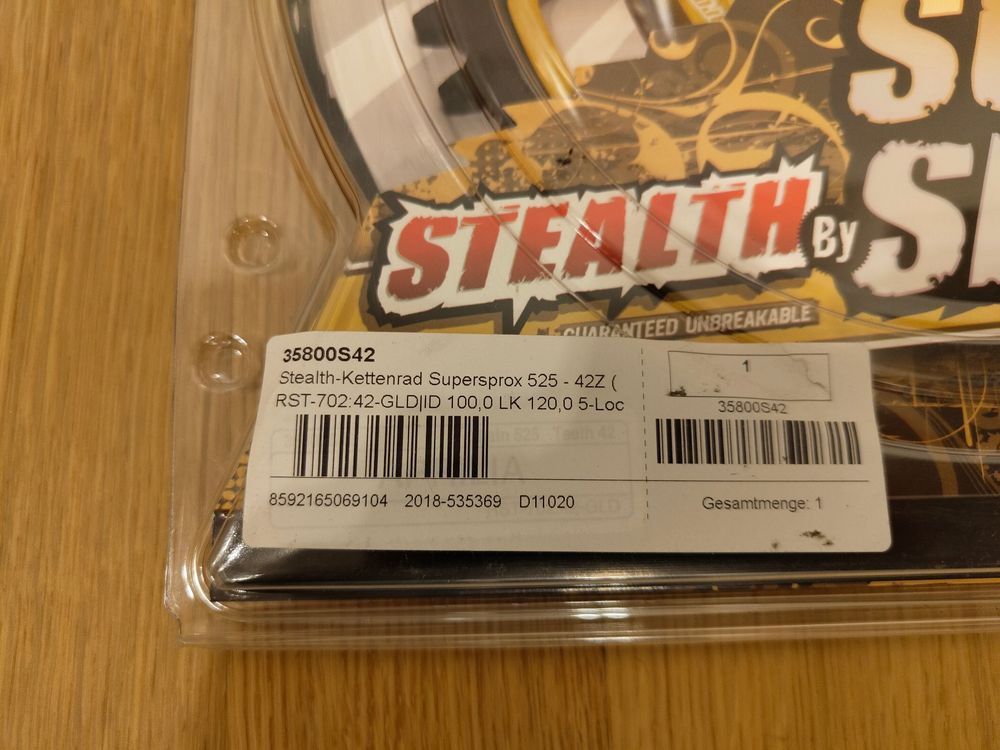 STEALTH By
GUARANTEED UNBREAKABLE
35800S42
Stealth-Kettenrad Supersprox 525 - 42Z (
RST-702:42-GLD|ID 100,0 LK 120,0 5-Loc
8592165069104 2018-535369 D11020
1
35800S42
Gesamtmenge: 1